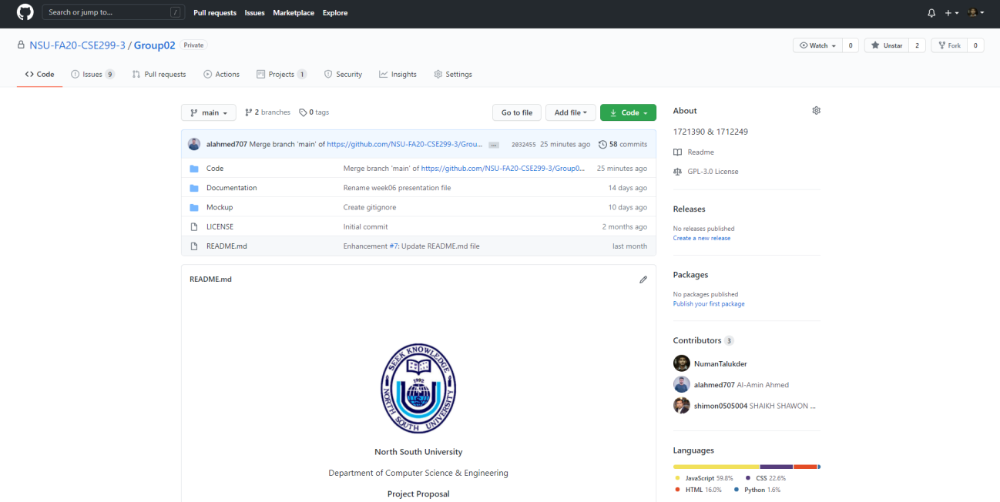 Search or jump to... / Pull requests Issues Marketplace Explore
NSU-FA20-CSE299-3 / Group02 Private Watch 0 Unstar 2 Fork 0
Code Issues 9 Pull requests Actions Projects 1 Security Insights Settings
main 2 branches 0 tags Go to file Add file Code
alahmed707 Merge branch 'main' of https://github.com/NSU-FA20-CSE299-3/Grou... ... 2032455 25 minutes ago 58 commits
Code Merge branch 'main' of https://github.com/NSU-FA20-CSE299-3/Group0... 25 minutes ago
Documentation Rename week06 presentation file 14 days ago
Mockup Create gitignore 10 days ago
LICENSE Initial commit 2 months ago
README.md Enhancement #7: Update README.md file last month
README.md
SEEK KNOWLEDGE
1992
NORTH SOUTH UNIVERSITY
North South University
Department of Computer Science & Engineering
Project Proposal
About
1721390 & 1712249
Readme
GPL-3.0 License
Releases
No releases published
Create a new release
Packages
No packages published
Publish your first package
Contributors 3
NumanTalukder
alahmed707 Al-Amin Ahmed
shimon0505004 SHAIKH SHAWON ...
Languages
JavaScript 59.8% CSS 22.6%
HTML 16.0% Python 1.6%